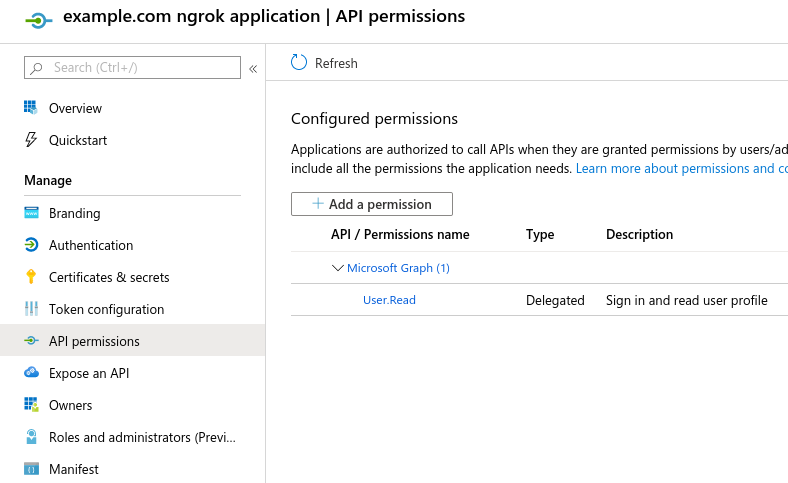 example.com ngrok application | API permissions
Search (Ctrl+/)
«
Refresh
Overview
Quickstart
Manage
Branding
Authentication
Certificates & secrets
Token configuration
API permissions
Expose an API
Owners
Roles and administrators (Previ...
Manifest
Configured permissions
Applications are authorized to call APIs when they are granted permissions by users/ad
include all the permissions the application needs. Learn more about permissions and co
+ Add a permission
API / Permissions name Type Description
Microsoft Graph (1)
User.Read Delegated Sign in and read user profile